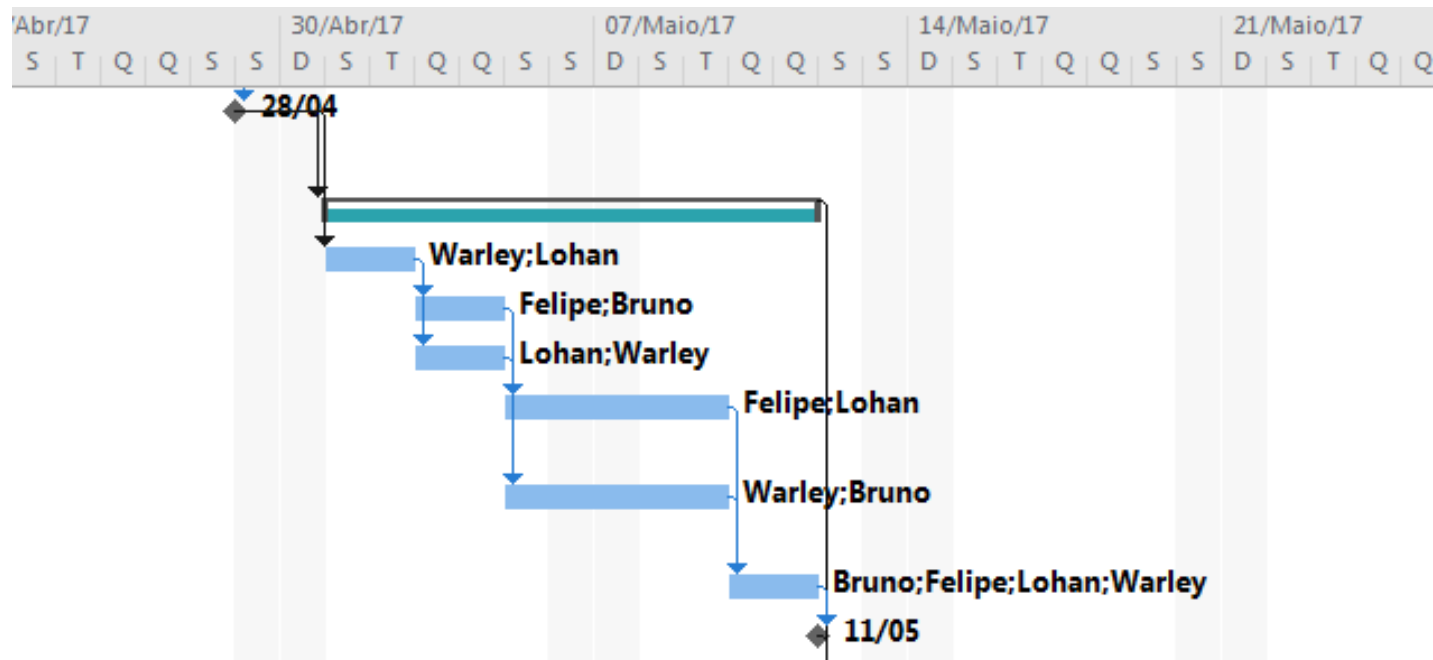 /Abr/17 30/Abr/17 07/Maio/17 14/Maio/17 21/Maio/17
S T Q Q S S D S T Q Q S S D S T Q Q S S D S T Q Q S S D S T Q Q
28/04
Warley;Lohan
Felipe;Bruno
Lohan;Warley
Felipe;Lohan
Warley;Bruno
Bruno;Felipe;Lohan;Warley
11/05